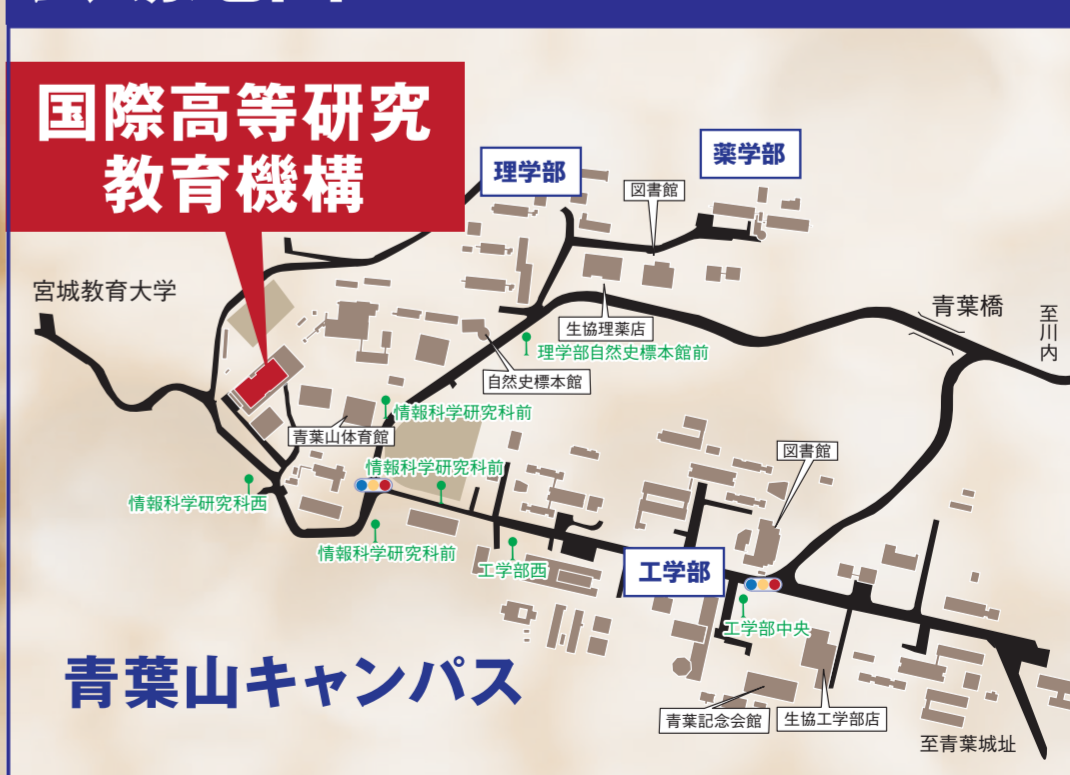 国際高等研究
教育機構
理学部
薬学部
図書館
宮城教育大学
青葉橋
至川内
生協理薬店
理学部自然史標本館前
自然史標本館
情報科学研究科前
青葉山体育館
情報科学研究科前
図書館
情報科学研究科西
情報科学研究科前
工学部西
工学部
工学部中央
青葉山キャンパス
青葉記念会館
生協工学部店
至青葉城址